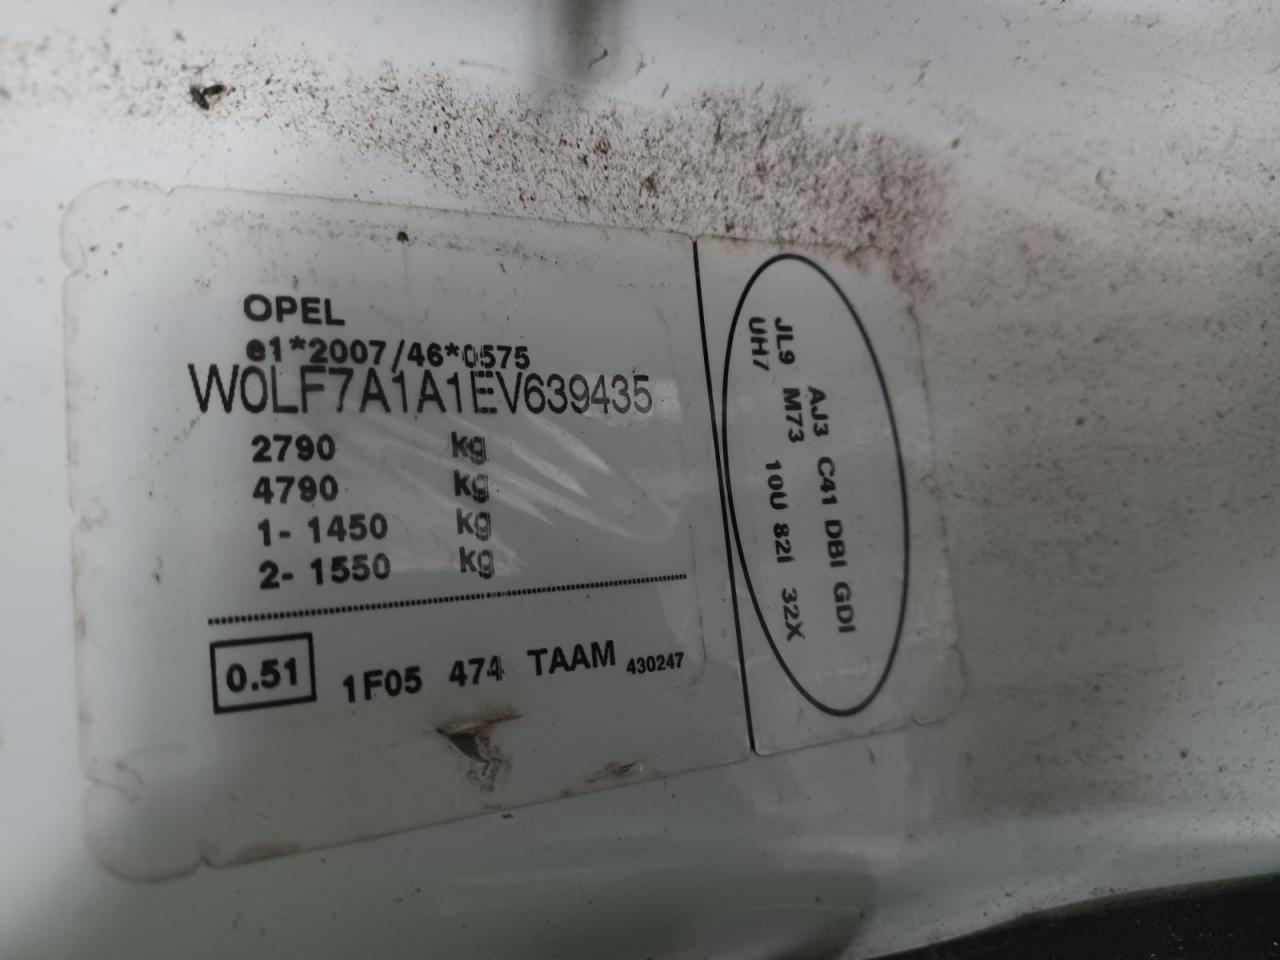 OPEL
e1*2007/46*0575
W0LF7A1A1EV639435
2790 kg
4790 kg
1- 1450 kg
2- 1550 kg
0.51 1F05 474 TAAM 430247
AJ3 C41 DBI GDI
JL9 M73 10U 82I 32X
UH7